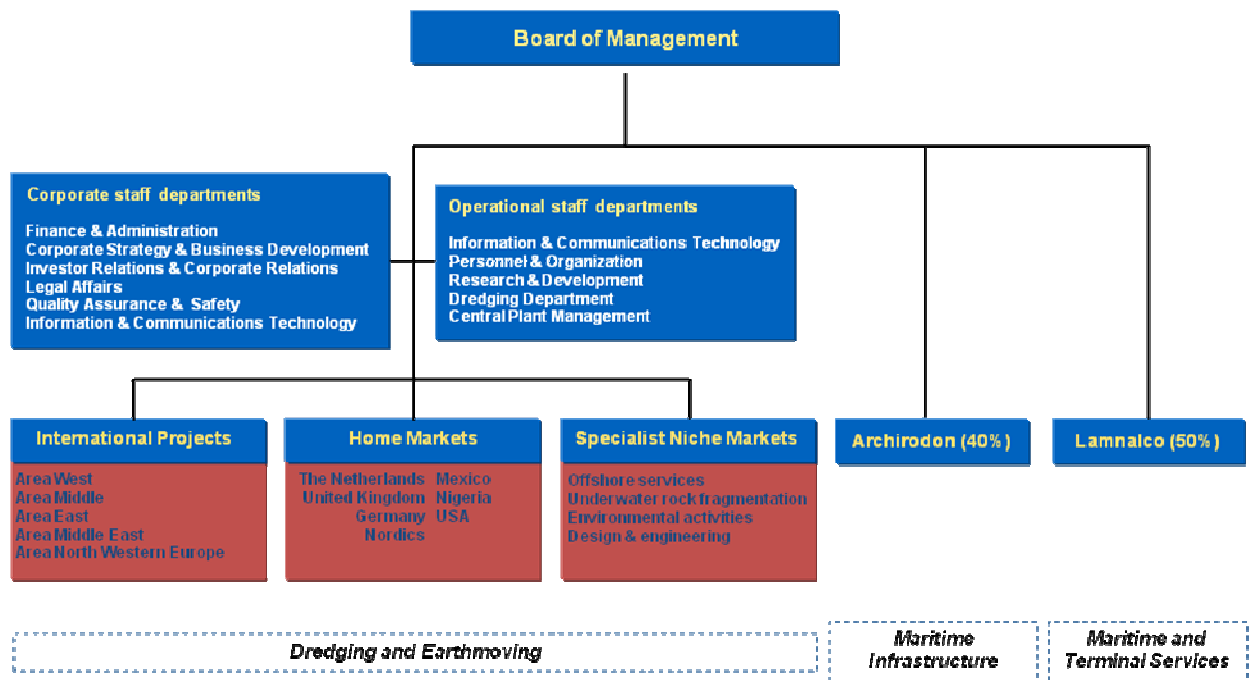 Board of Management
Corporate staff departments
Finance & Administration
Corporate Strategy & Business Development
Investor Relations & Corporate Relations
Legal Affairs
Quality Assurance & Safety
Information & Communications Technology
Operational staff departments
Information & Communications Technology
Personnel & Organization
Research & Development
Dredging Department
Central Plant Management
International Projects
Area West
Area Middle
Area East
Area Middle East
Area North Western Europe
Home Markets
The Netherlands Mexico
United Kingdom Nigeria
Germany USA
Nordics
Specialist Niche Markets
Offshore services
Underwater rock fragmentation
Environmental activities
Design & engineering
Archirodon (40%)
Lamnalco (50%)
Dredging and Earthmoving
Maritime
Infrastructure
Maritime and
Terminal Services